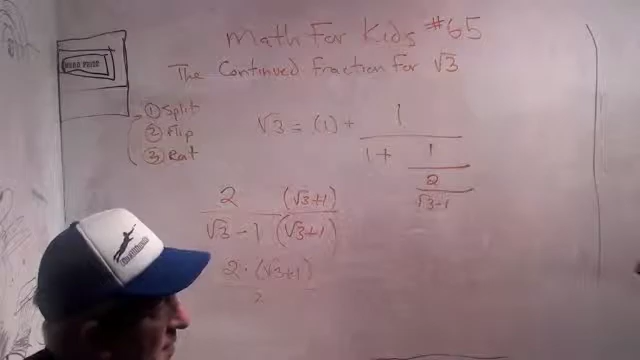 Math For Kids #65
The Continued Fraction For √3
① Split
② Flip
③ Rat
√3 = (1) + 1
1 + 1
2
√3-1
2 (√3+1)
√3 - 1 (√3+1)
2 · (√3+1)
2